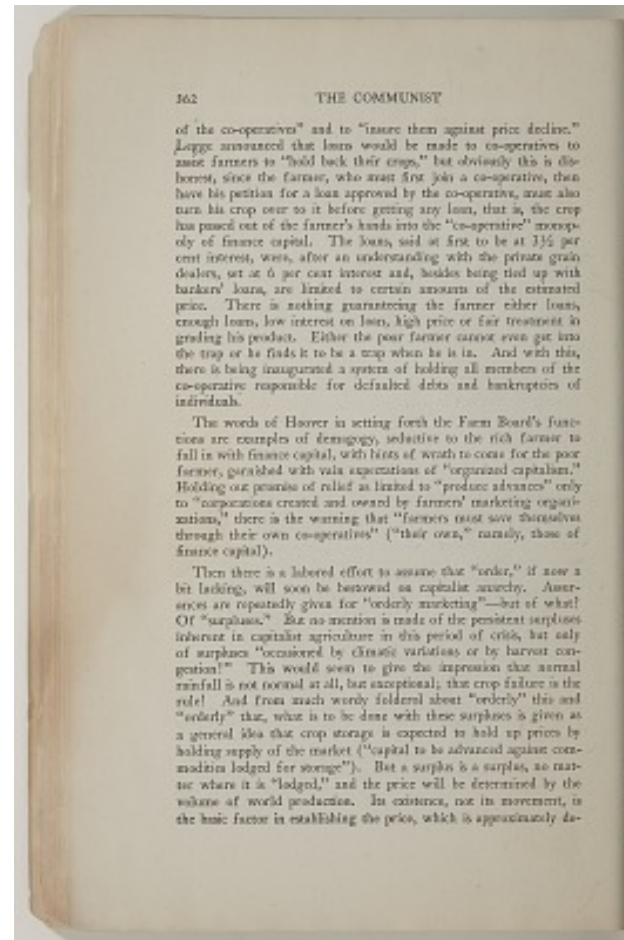 562 THE COMMUNIST
of the co-operatives" and to "insure them against price decline."
Legge announced that loans would be made to co-operatives to
assist farmers to "hold back their crops," but obviously this is dis-
honest, since the farmer, who must first join a co-operative, then
have his petition for a loan approved by the co-operative, must also
turn his crop over to it before getting any loan, that is, the crop
has passed out of the farmer's hands into the "co-operative" monop-
oly of finance capital. The loans, said at first to be at 3½ per
cent interest, were, after an understanding with the private grain
dealers, set at 6 per cent interest and, besides being tied up with
bankers' loans, are limited to certain amounts of the estimated
price. There is nothing guaranteeing the farmer either loans,
enough loans, low interest on loan, high price or fair treatment in
grading his product. Either the poor farmer cannot even get into
the trap or he finds it to be a trap when he is in. And with this,
there is being inaugurated a system of holding all members of the
co-operative responsible for defaulted debts and bankruptcies of
individuals.
The words of Hoover in setting forth the Farm Board's func-
tions are examples of demagogy, seductive to the rich farmer to
fall in with finance capital, with hints of wrath to come for the poor
farmer, garnished with vain expectations of "organized capitalism."
Holding out promise of relief as limited to "produce advances" only
to "corporations created and owned by farmers' marketing organi-
zations," there is the warning that "farmers must save themselves
through their own co-operatives" ("their own," namely, those of
finance capital).
Then there is a labored effort to assume that "order," if now a
bit lacking, will soon be bestowed on capitalist anarchy. Assur-
ances are repeatedly given for "orderly marketing"—but of what?
Of "surpluses." But no mention is made of the persistent surpluses
inherent in capitalist agriculture in this period of crisis, but only
of surpluses "occasioned by climatic variations or by harvest con-
gestion!" This would seem to give the impression that normal
rainfall is not normal at all, but exceptional; that crop failure is the
rule! And from much wordy folderol about "orderly" this and
"orderly" that, what is to be done with these surpluses is given as
a general idea that crop storage is expected to hold up prices by
holding supply of the market ("capital to be advanced against com-
modities lodged for storage"). But a surplus is a surplus, no mat-
ter where it is "lodged," and the price will be determined by the
volume of world production. Its existence, not its movement, is
the basic factor in establishing the price, which is approximately de-